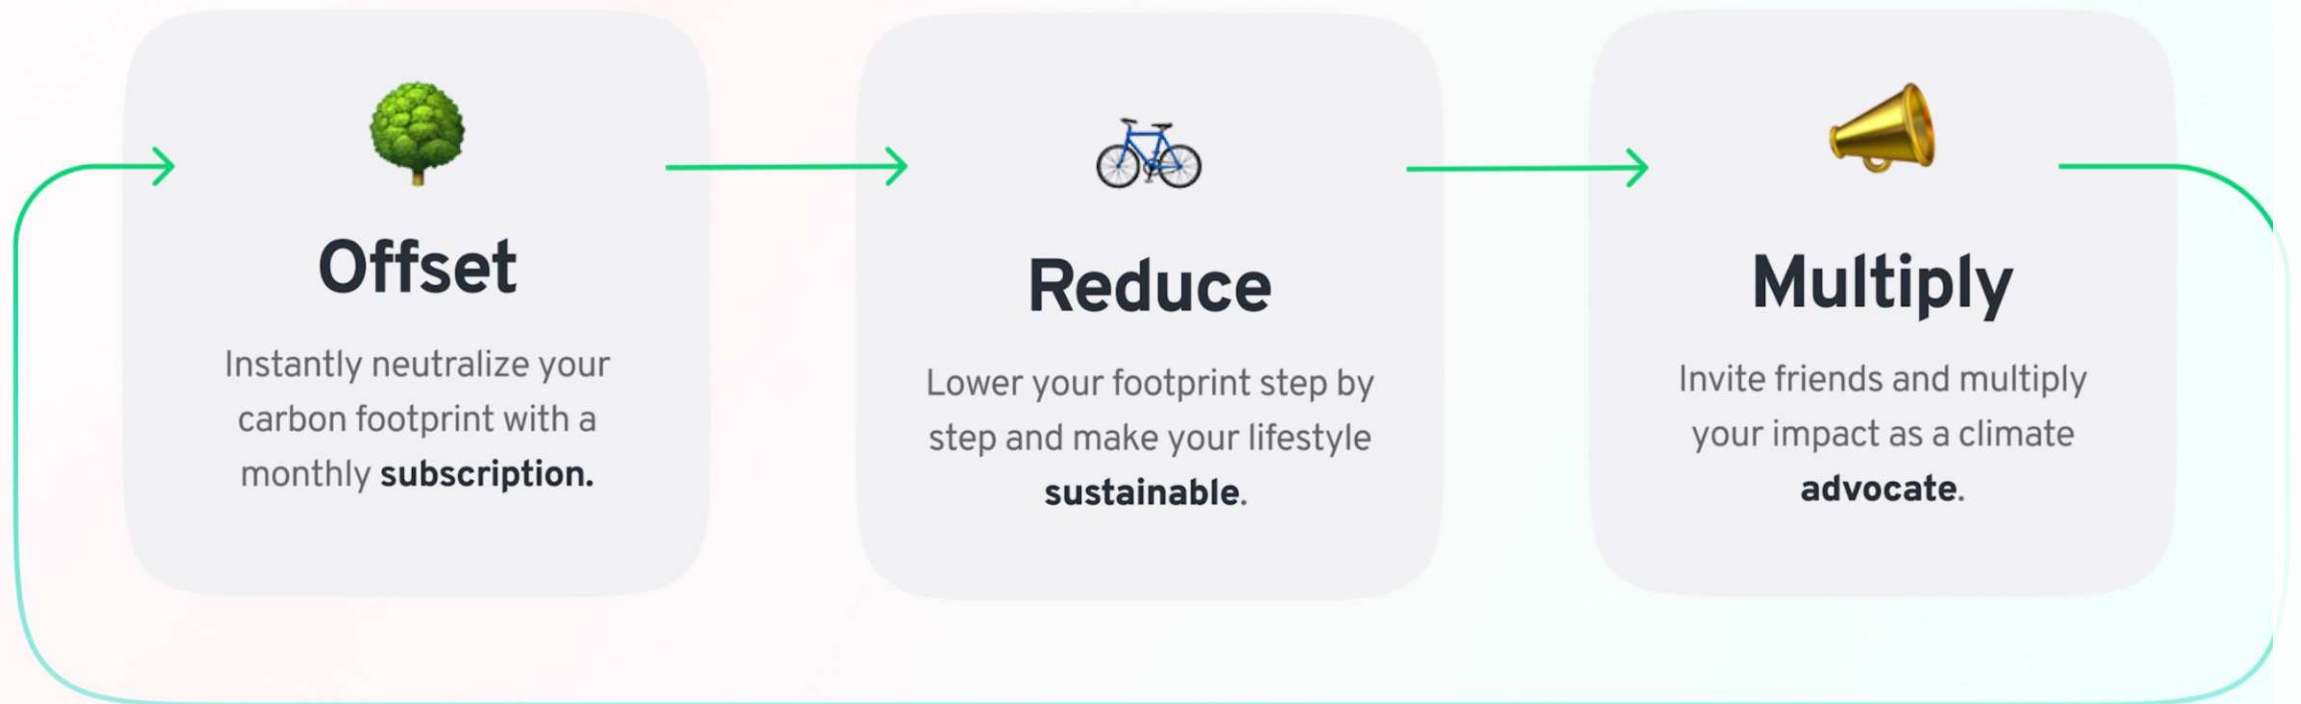 Offset
Instantly neutralize your
carbon footprint with a
monthly subscription.
Reduce
Lower your footprint step by
step and make your lifestyle
sustainable.
Multiply
Invite friends and multiply
your impact as a climate
advocate.